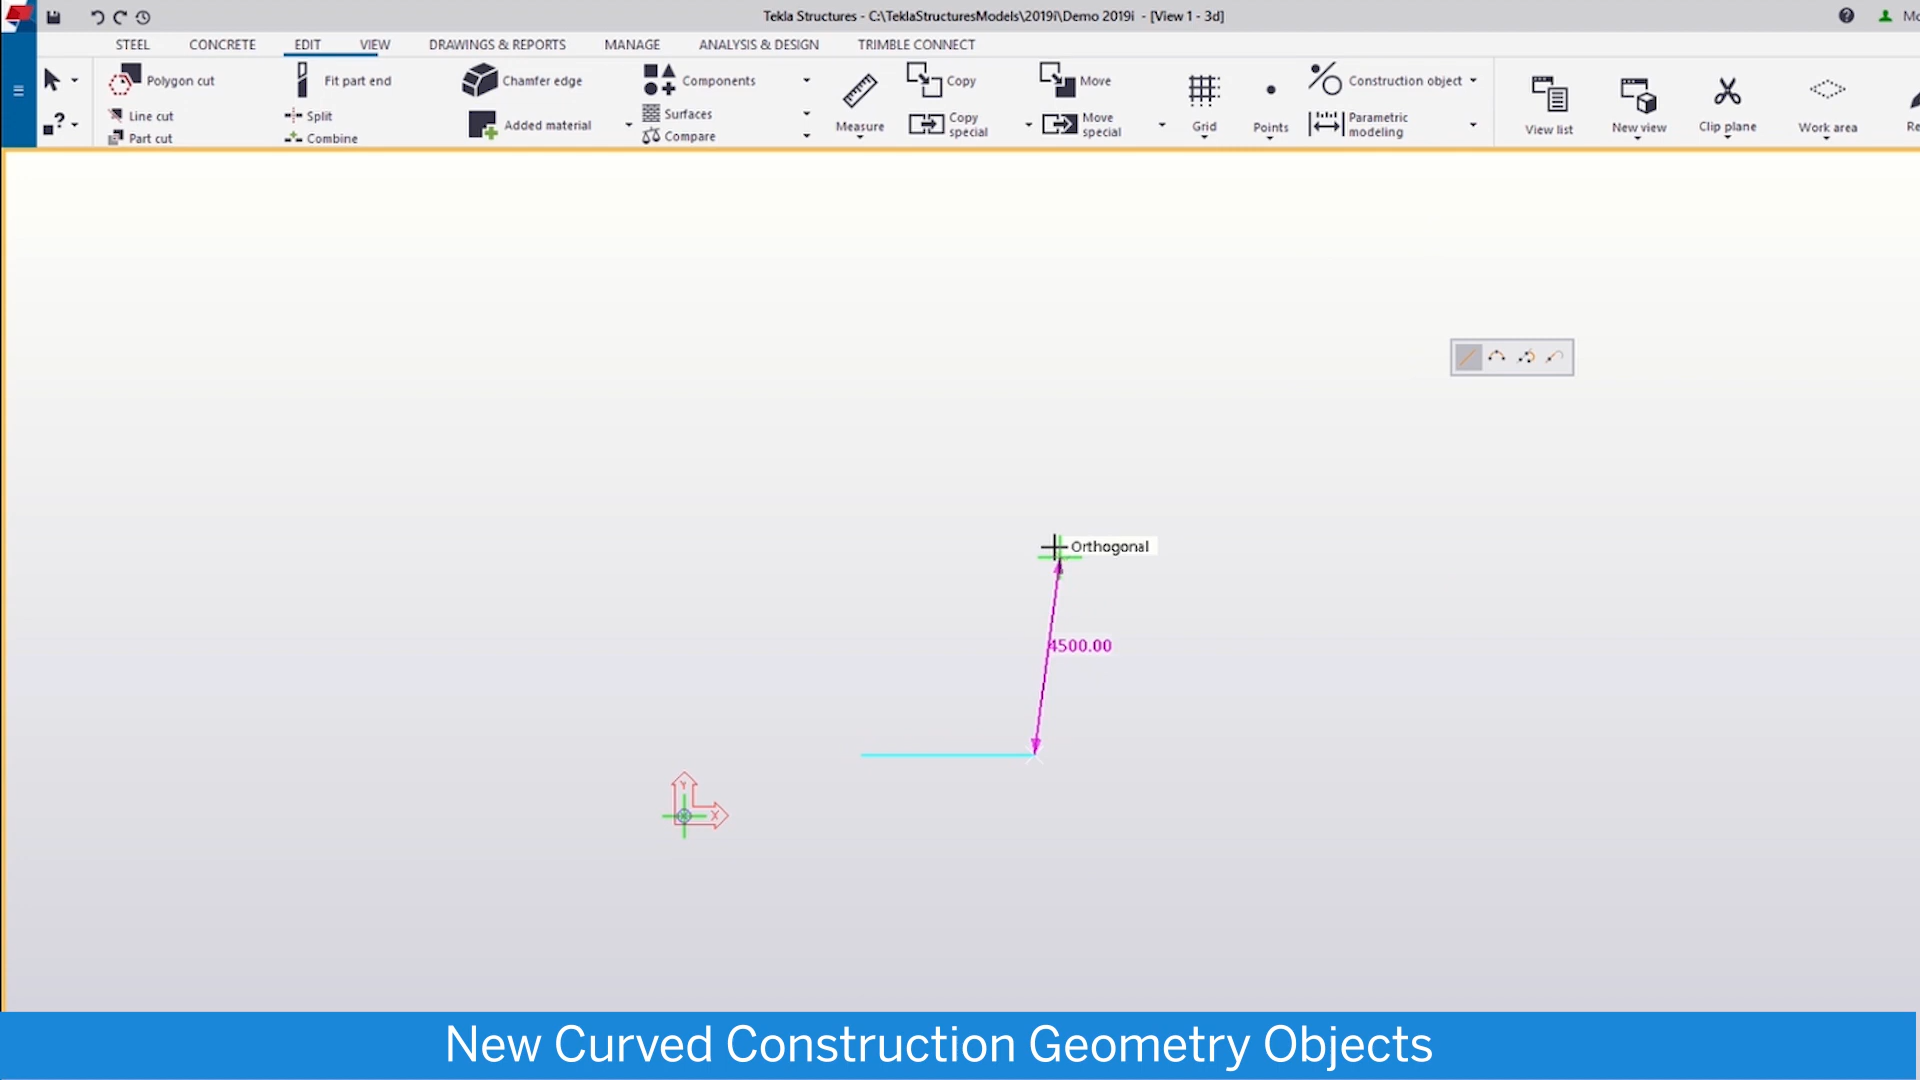 Tekla Structures - C:\TeklaStructuresModels\2019i\Demo 2019i - [View 1 - 3d]
STEEL CONCRETE EDIT VIEW DRAWINGS & REPORTS MANAGE ANALYSIS & DESIGN TRIMBLE CONNECT
Polygon cut
Line cut
Part cut
Fit part end
Split
Combine
Chamfer edge
Added material
Components
Surfaces
Compare
Measure
Copy
Copy special
Move
Move special
Grid
Points
Construction object
Parametric modeling
View list
New view
Clip plane
Work area
Orthogonal
4500.00
Y
X
New Curved Construction Geometry Objects